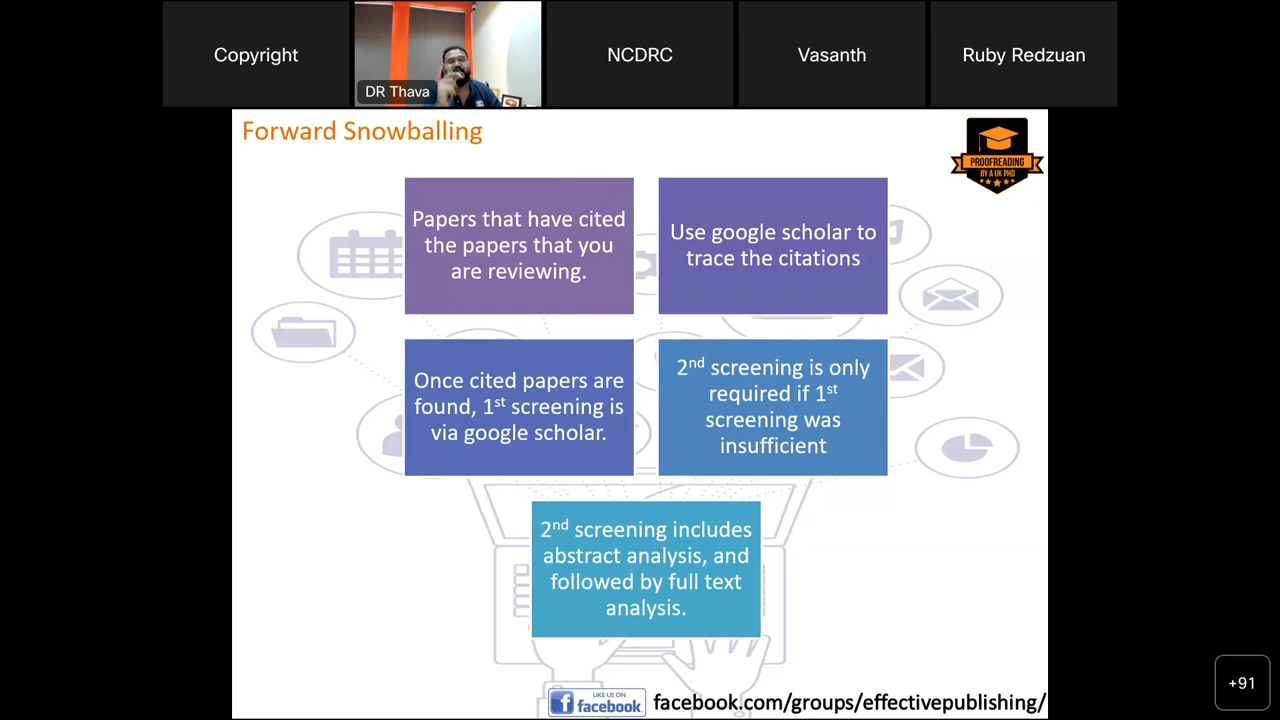 Copyright
DR Thava
NCDRC
Vasanth
Ruby Redzuan
Forward Snowballing
PROOFREADING
BY A UK PHD
Papers that have cited
the papers that you
are reviewing.
Use google scholar to
trace the citations
Once cited papers are
found, 1st screening is
via google scholar.
2nd screening is only
required if 1st
screening was
insufficient
2nd screening includes
abstract analysis, and
followed by full text
analysis.
LIKE US ON
facebook
facebook.com/groups/effectivepublishing/
+91